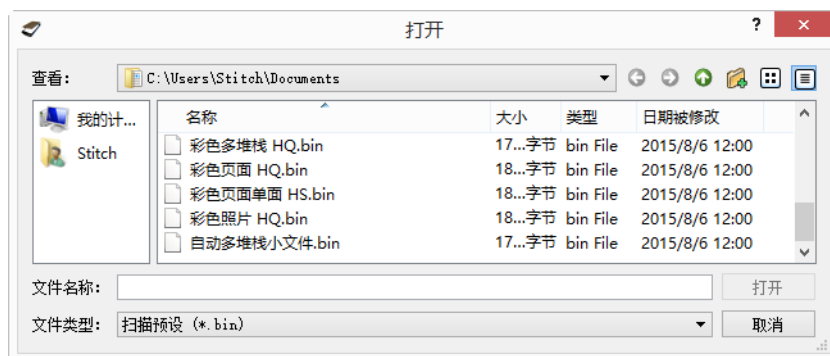 打开
?
查看: C:\Users\Stitch\Documents
我的计...
Stitch
名称 大小 类型 日期被修改
彩色多堆栈 HQ.bin 17...字节 bin File 2015/8/6 12:00
彩色页面 HQ.bin 18...字节 bin File 2015/8/6 12:00
彩色页面单面 HS.bin 18...字节 bin File 2015/8/6 12:00
彩色照片 HQ.bin 18...字节 bin File 2015/8/6 12:00
自动多堆栈小文件.bin 17...字节 bin File 2015/8/6 12:00
文件名称: 打开
文件类型: 扫描预设 (*.bin) 取消